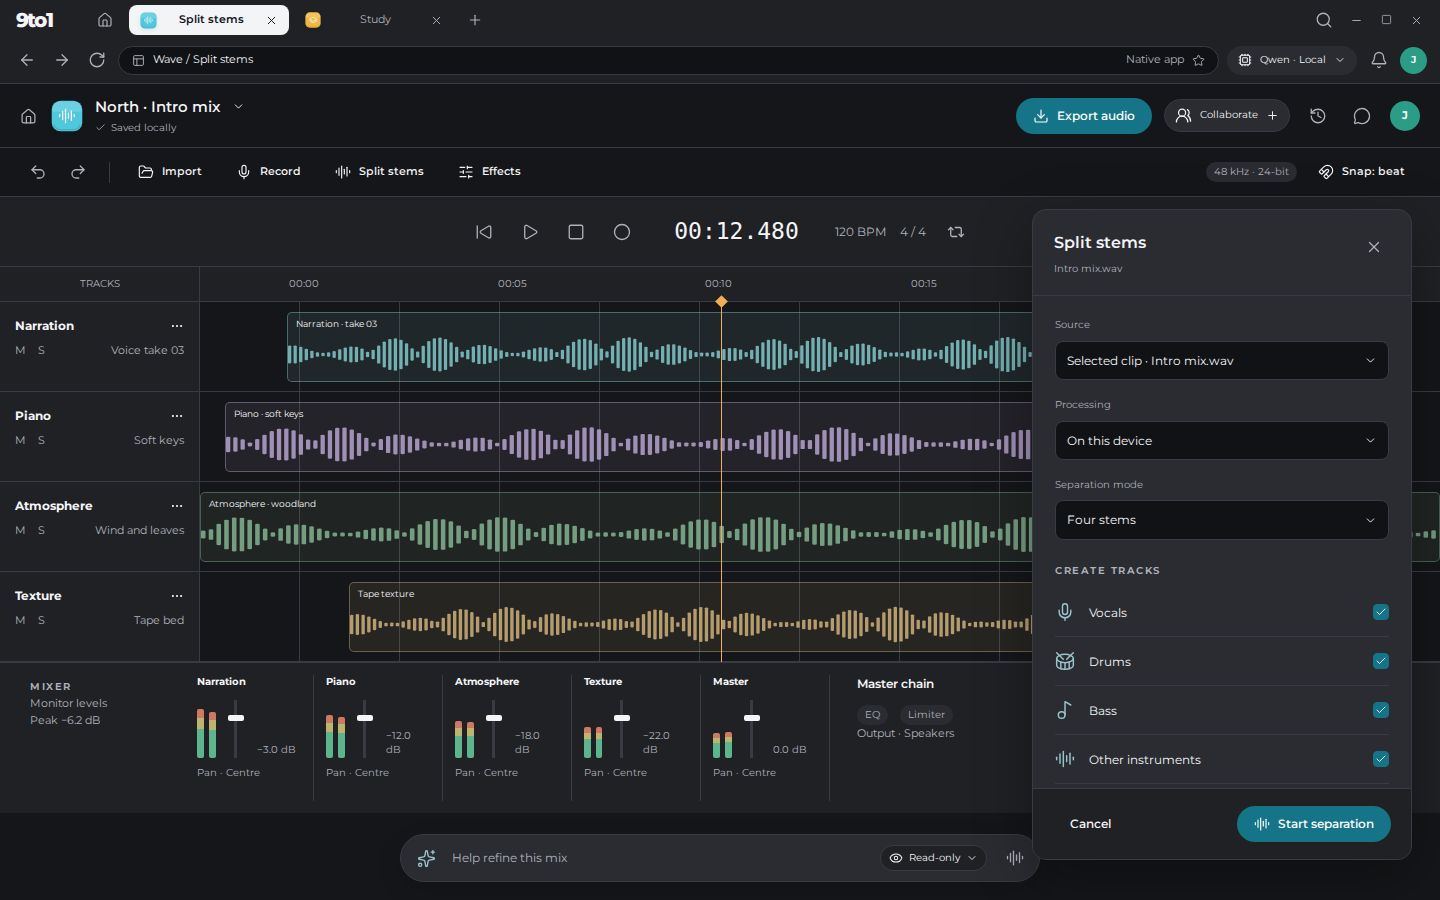 9to1
Split stems
Study
Wave / Split stems
Native app
Qwen · Local
J
North · Intro mix
Saved locally
Export audio
Collaborate
J
Import
Record
Split stems
Effects
48 kHz · 24-bit
Snap: beat
00:12.480
120 BPM
4 / 4
TRACKS
00:00
00:05
00:10
00:15
Narration
M S
Voice take 03
Narration · take 03
Piano
M S
Soft keys
Piano · soft keys
Atmosphere
M S
Wind and leaves
Atmosphere · woodland
Texture
M S
Tape bed
Tape texture
MIXER
Monitor levels
Peak −6.2 dB
Narration
−3.0 dB
Pan · Centre
Piano
−12.0
dB
Pan · Centre
Atmosphere
−18.0
dB
Pan · Centre
Texture
−22.0
dB
Pan · Centre
Master
0.0 dB
Pan · Centre
Master chain
EQ
Limiter
Output · Speakers
Help refine this mix
Read-only
Split stems
Intro mix.wav
Source
Selected clip · Intro mix.wav
Processing
On this device
Separation mode
Four stems
CREATE TRACKS
Vocals
Drums
Bass
Other instruments
Cancel
Start separation